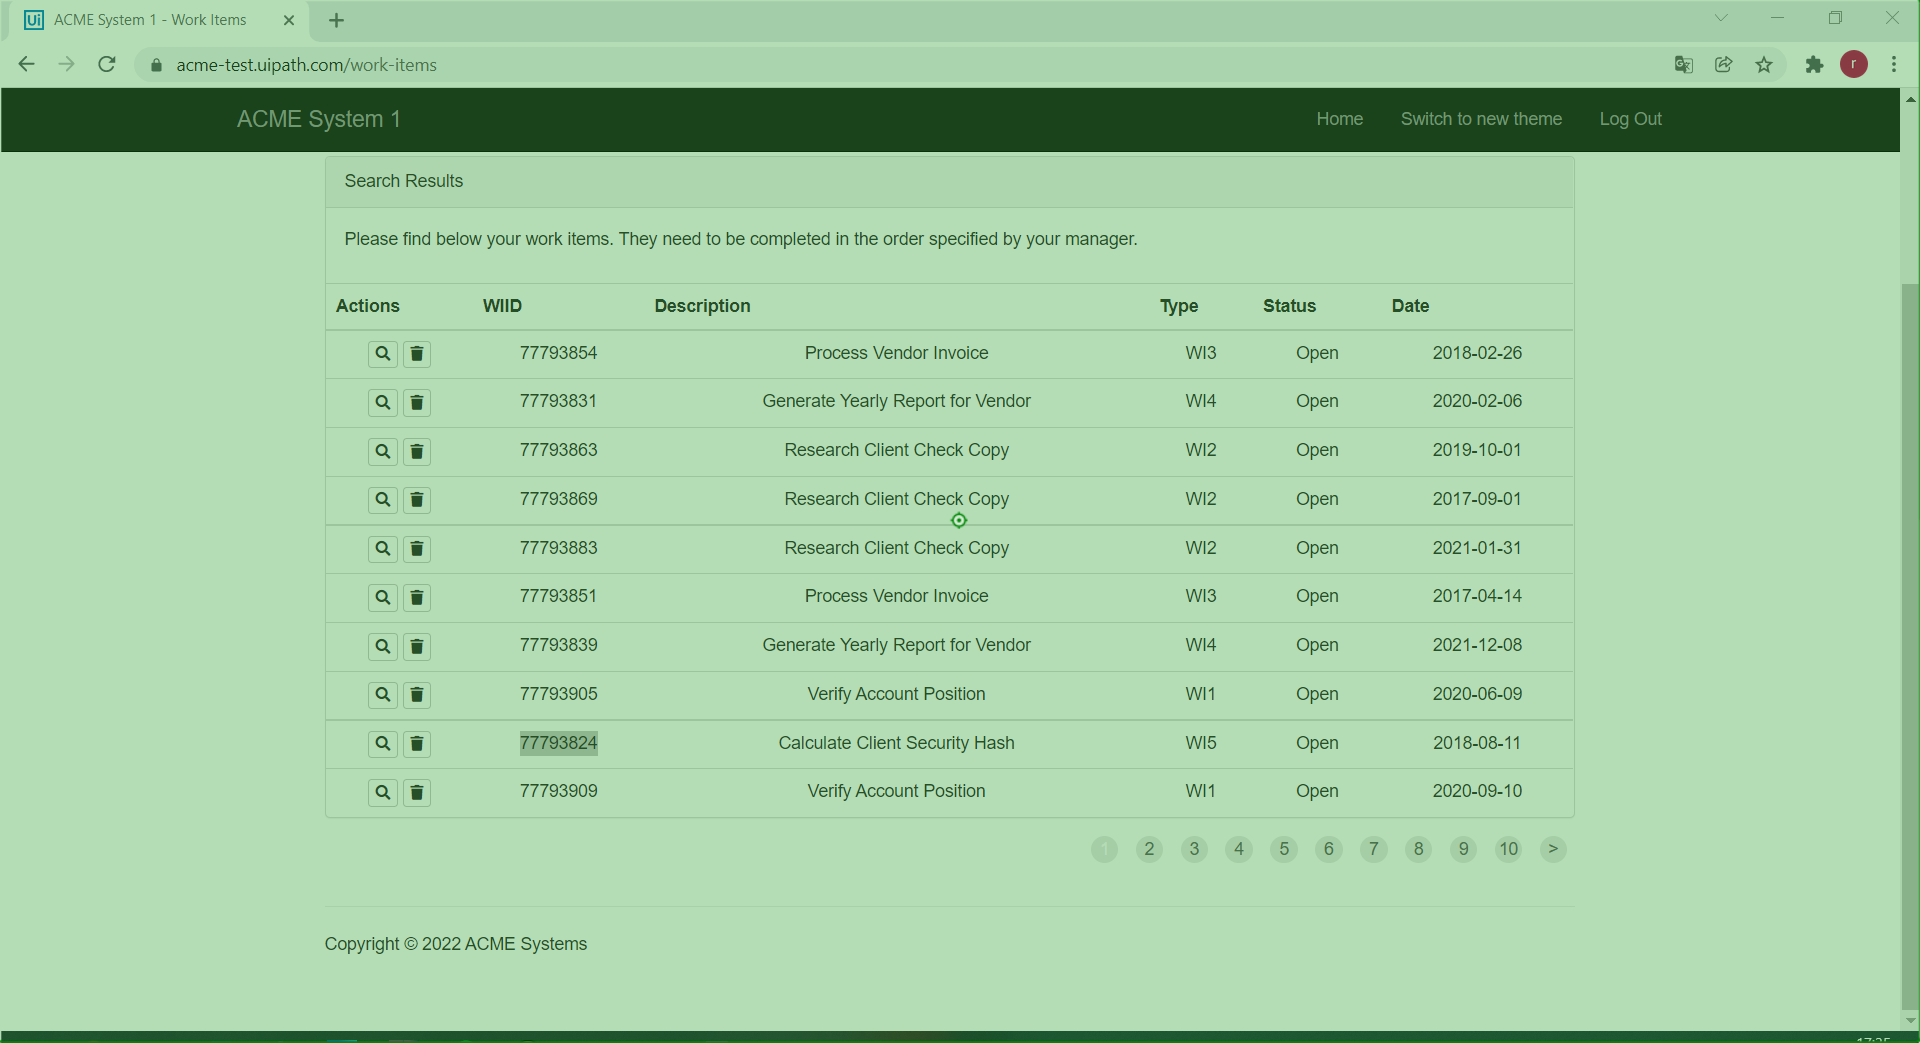 ACME System 1 - Work Items
acme-test.uipath.com/work-items
r
ACME System 1 Home Switch to new theme Log Out
Search Results
Please find below your work items. They need to be completed in the order specified by your manager.
Actions WIID Description Type Status Date
77793854 Process Vendor Invoice WI3 Open 2018-02-26
77793831 Generate Yearly Report for Vendor WI4 Open 2020-02-06
77793863 Research Client Check Copy WI2 Open 2019-10-01
77793869 Research Client Check Copy WI2 Open 2017-09-01
77793883 Research Client Check Copy WI2 Open 2021-01-31
77793851 Process Vendor Invoice WI3 Open 2017-04-14
77793839 Generate Yearly Report for Vendor WI4 Open 2021-12-08
77793905 Verify Account Position WI1 Open 2020-06-09
77793824 Calculate Client Security Hash WI5 Open 2018-08-11
77793909 Verify Account Position WI1 Open 2020-09-10
1 2 3 4 5 6 7 8 9 10 >
Copyright © 2022 ACME Systems